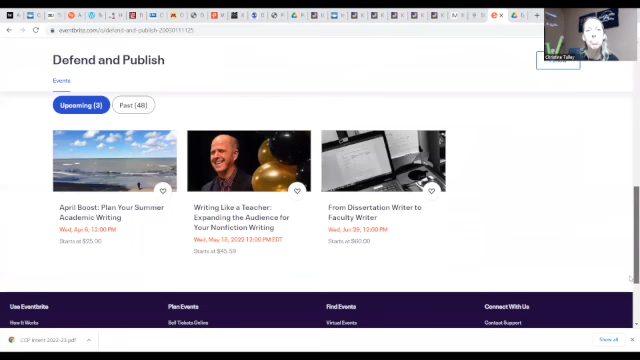 eventbrite.com/o/defend-and-publish-20030111125
Christine Tulley
Defend and Publish
Events
Upcoming (3)
Past (48)
April Boost: Plan Your Summer
Academic Writing
Wed, Apr 6, 12:00 PM
Starts at $25.00
Writing Like a Teacher:
Expanding the Audience for
Your Nonfiction Writing
Wed, May 18, 2022 12:00 PM EDT
Starts at $45.59
From Dissertation Writer to
Faculty Writer
Wed, Jun 29, 12:00 PM
Starts at $60.00
Use Eventbrite
Plan Events
Find Events
Connect With Us
How It Works
Sell Tickets Online
Virtual Events
Contact Support
CCP Intent 2022-23.pdf
Show all